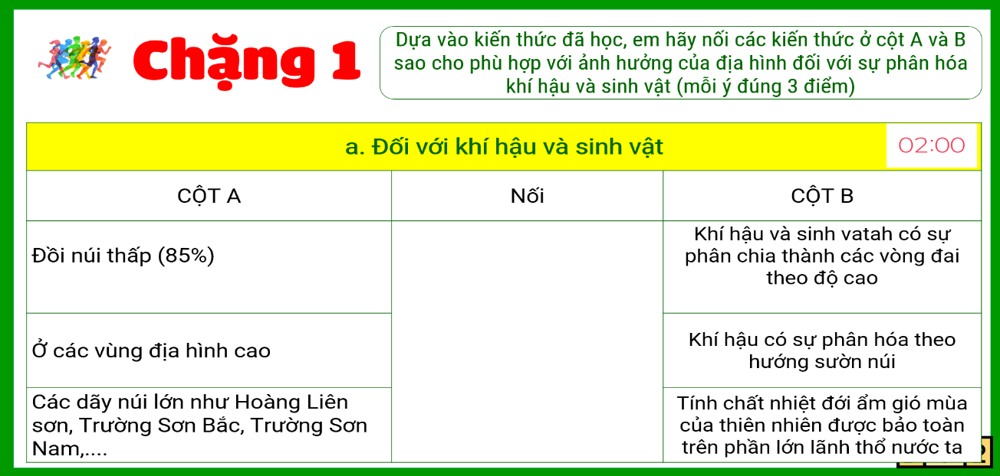 Chặng 1
Dựa vào kiến thức đã học, em hãy nối các kiến thức ở cột A và B
sao cho phù hợp với ảnh hưởng của địa hình đối với sự phân hóa
khí hậu và sinh vật (mỗi ý đúng 3 điểm)
a. Đối với khí hậu và sinh vật
02:00
CỘT A
Nối
CỘT B
Đồi núi thấp (85%)
Khí hậu và sinh vatah có sự
phân chia thành các vòng đai
theo độ cao
Ở các vùng địa hình cao
Khí hậu có sự phân hóa theo
hướng sườn núi
Các dãy núi lớn như Hoàng Liên
sơn, Trường Sơn Bắc, Trường Sơn
Nam,....
Tính chất nhiệt đới ẩm gió mùa
của thiên nhiên được bảo toàn
trên phần lớn lãnh thổ nước ta